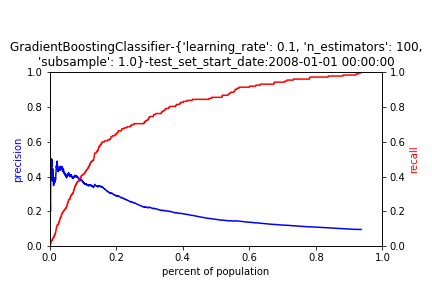 GradientBoostingClassifier-{'learning_rate': 0.1, 'n_estimators': 100,
'subsample': 1.0}-test_set_start_date:2008-01-01 00:00:00
1.0
0.8
0.6
0.4
0.2
0.0
precision
1.0
0.8
0.6
0.4
0.2
0.0
recall
0.0 0.2 0.4 0.6 0.8 1.0
percent of population